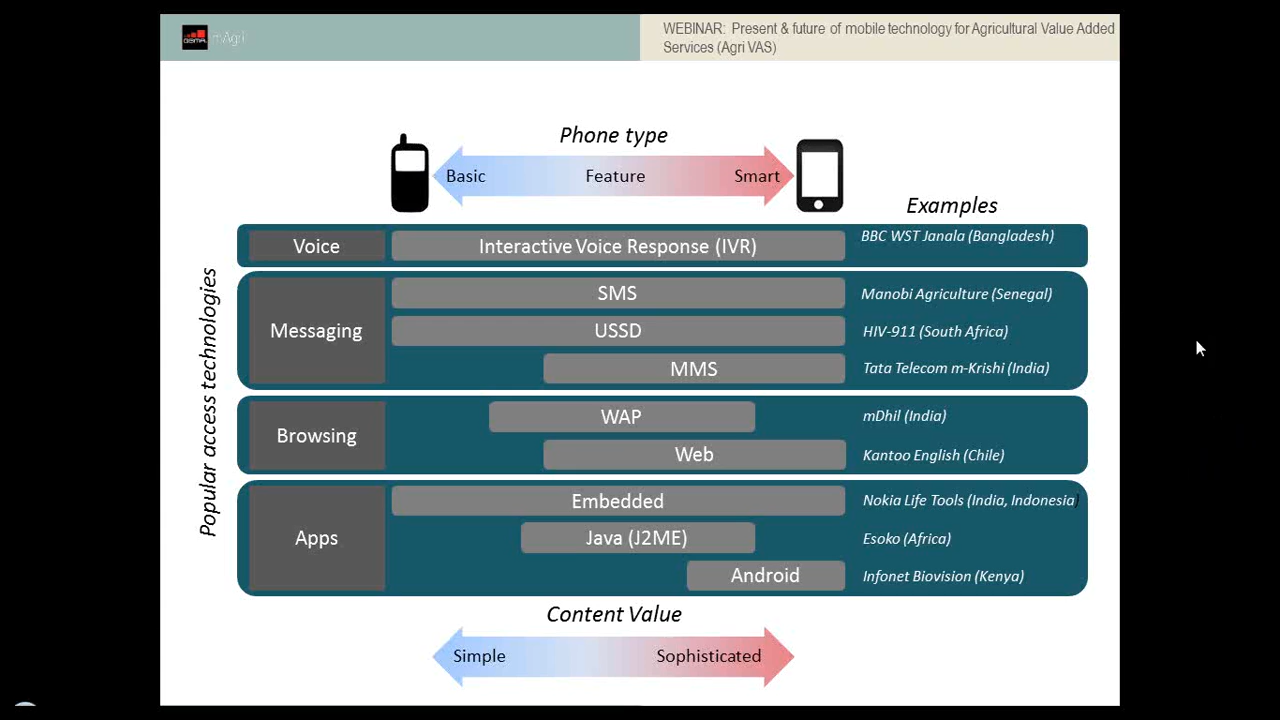 GSMA mAgri
WEBINAR: Present & future of mobile technology for Agricultural Value Added
Services (Agri VAS)
Phone type
Basic Feature Smart
Examples
Popular access technologies
Voice Interactive Voice Response (IVR) BBC WST Janala (Bangladesh)
Messaging
SMS Manobi Agriculture (Senegal)
USSD HIV-911 (South Africa)
MMS Tata Telecom m-Krishi (India)
Browsing
WAP mDhil (India)
Web Kantoo English (Chile)
Apps
Embedded Nokia Life Tools (India, Indonesia)
Java (J2ME) Esoko (Africa)
Android Infonet Biovision (Kenya)
Content Value
Simple Sophisticated